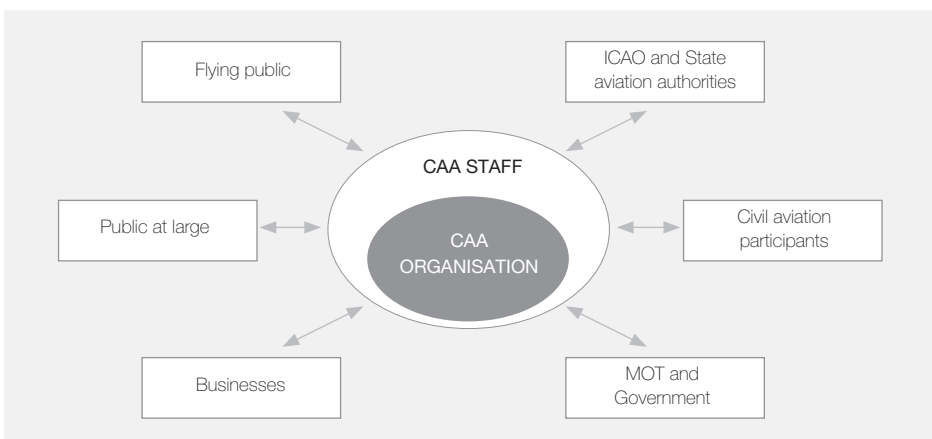 Flying public
ICAO and State
aviation authorities
CAA STAFF
Public at large
CAA
ORGANISATION
Civil aviation
participants
Businesses
MOT and
Government